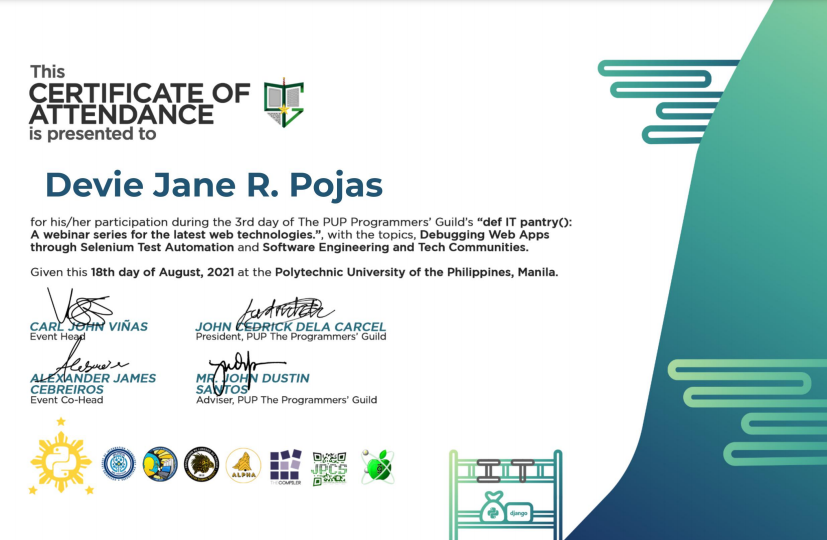 This
CERTIFICATE OF
ATTENDANCE
is presented to
Devie Jane R. Pojas
for his/her participation during the 3rd day of The PUP Programmers' Guild's “def IT pantry():
A webinar series for the latest web technologies.”, with the topics, Debugging Web Apps
through Selenium Test Automation and Software Engineering and Tech Communities.
Given this 18th day of August, 2021 at the Polytechnic University of the Philippines, Manila.
CARL JOHN VIÑAS
Event Head
JOHN CEDRICK DELA CARCEL
President, PUP The Programmers' Guild
ALEXANDER JAMES
CEBREIROS
Event Co-Head
MR. JOHN DUSTIN
SANTOS
Adviser, PUP The Programmers' Guild
ALPHA
COMPILER
JPCS
IT
django